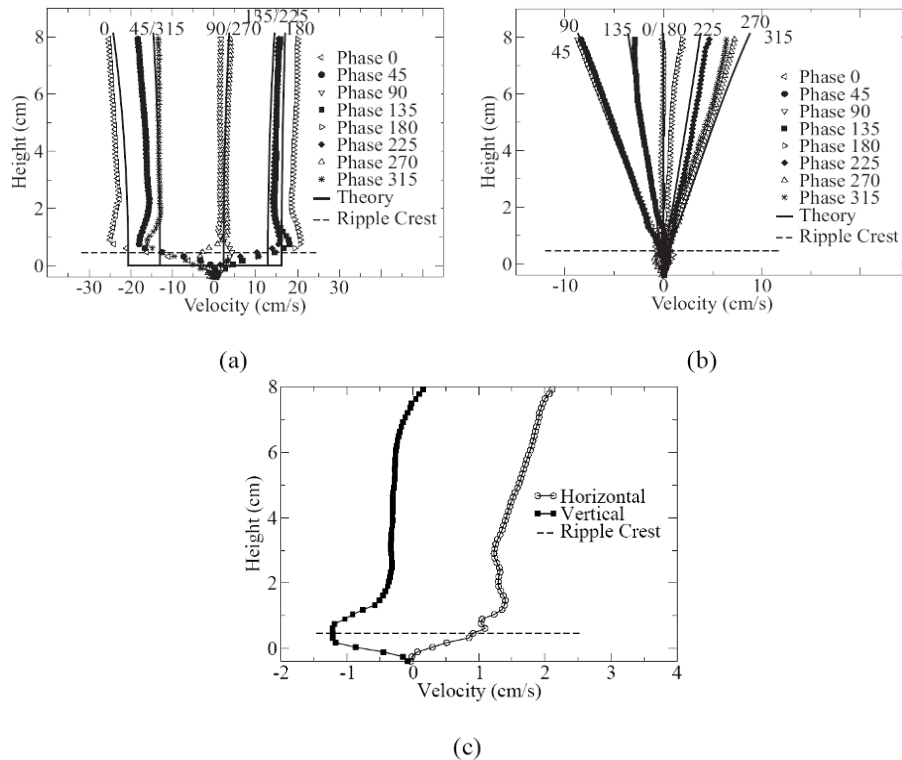 0 45/315 90/270 135/225 180
8
6
4
2
0
Height (cm)
Phase 0
Phase 45
Phase 90
Phase 135
Phase 180
Phase 225
Phase 270
Phase 315
Theory
Ripple Crest
-30 -20 -10 0 10 20 30
Velocity (cm/s)
(a)
90 45 135 0/180 225 270 315
8
6
4
2
0
Height (cm)
Phase 0
Phase 45
Phase 90
Phase 135
Phase 180
Phase 225
Phase 270
Phase 315
Theory
Ripple Crest
-10 0 10
Velocity (cm/s)
(b)
8
6
4
2
0
Height (cm)
Horizontal
Vertical
Ripple Crest
-2 -1 0 1 2 3 4
Velocity (cm/s)
(c)